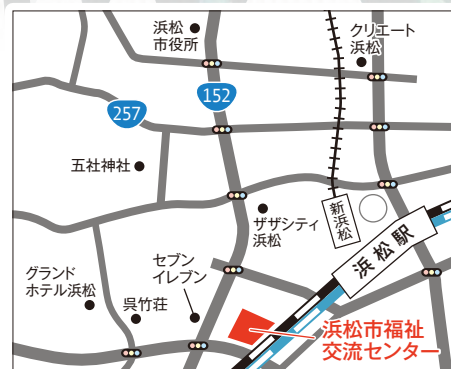 浜松
市役所
クリエート
浜松
152
257
五社神社
新浜松
ザザシティ
浜松
浜松駅
セブン
イレブン
グランド
ホテル浜松
呉竹荘
浜松市福祉
交流センター